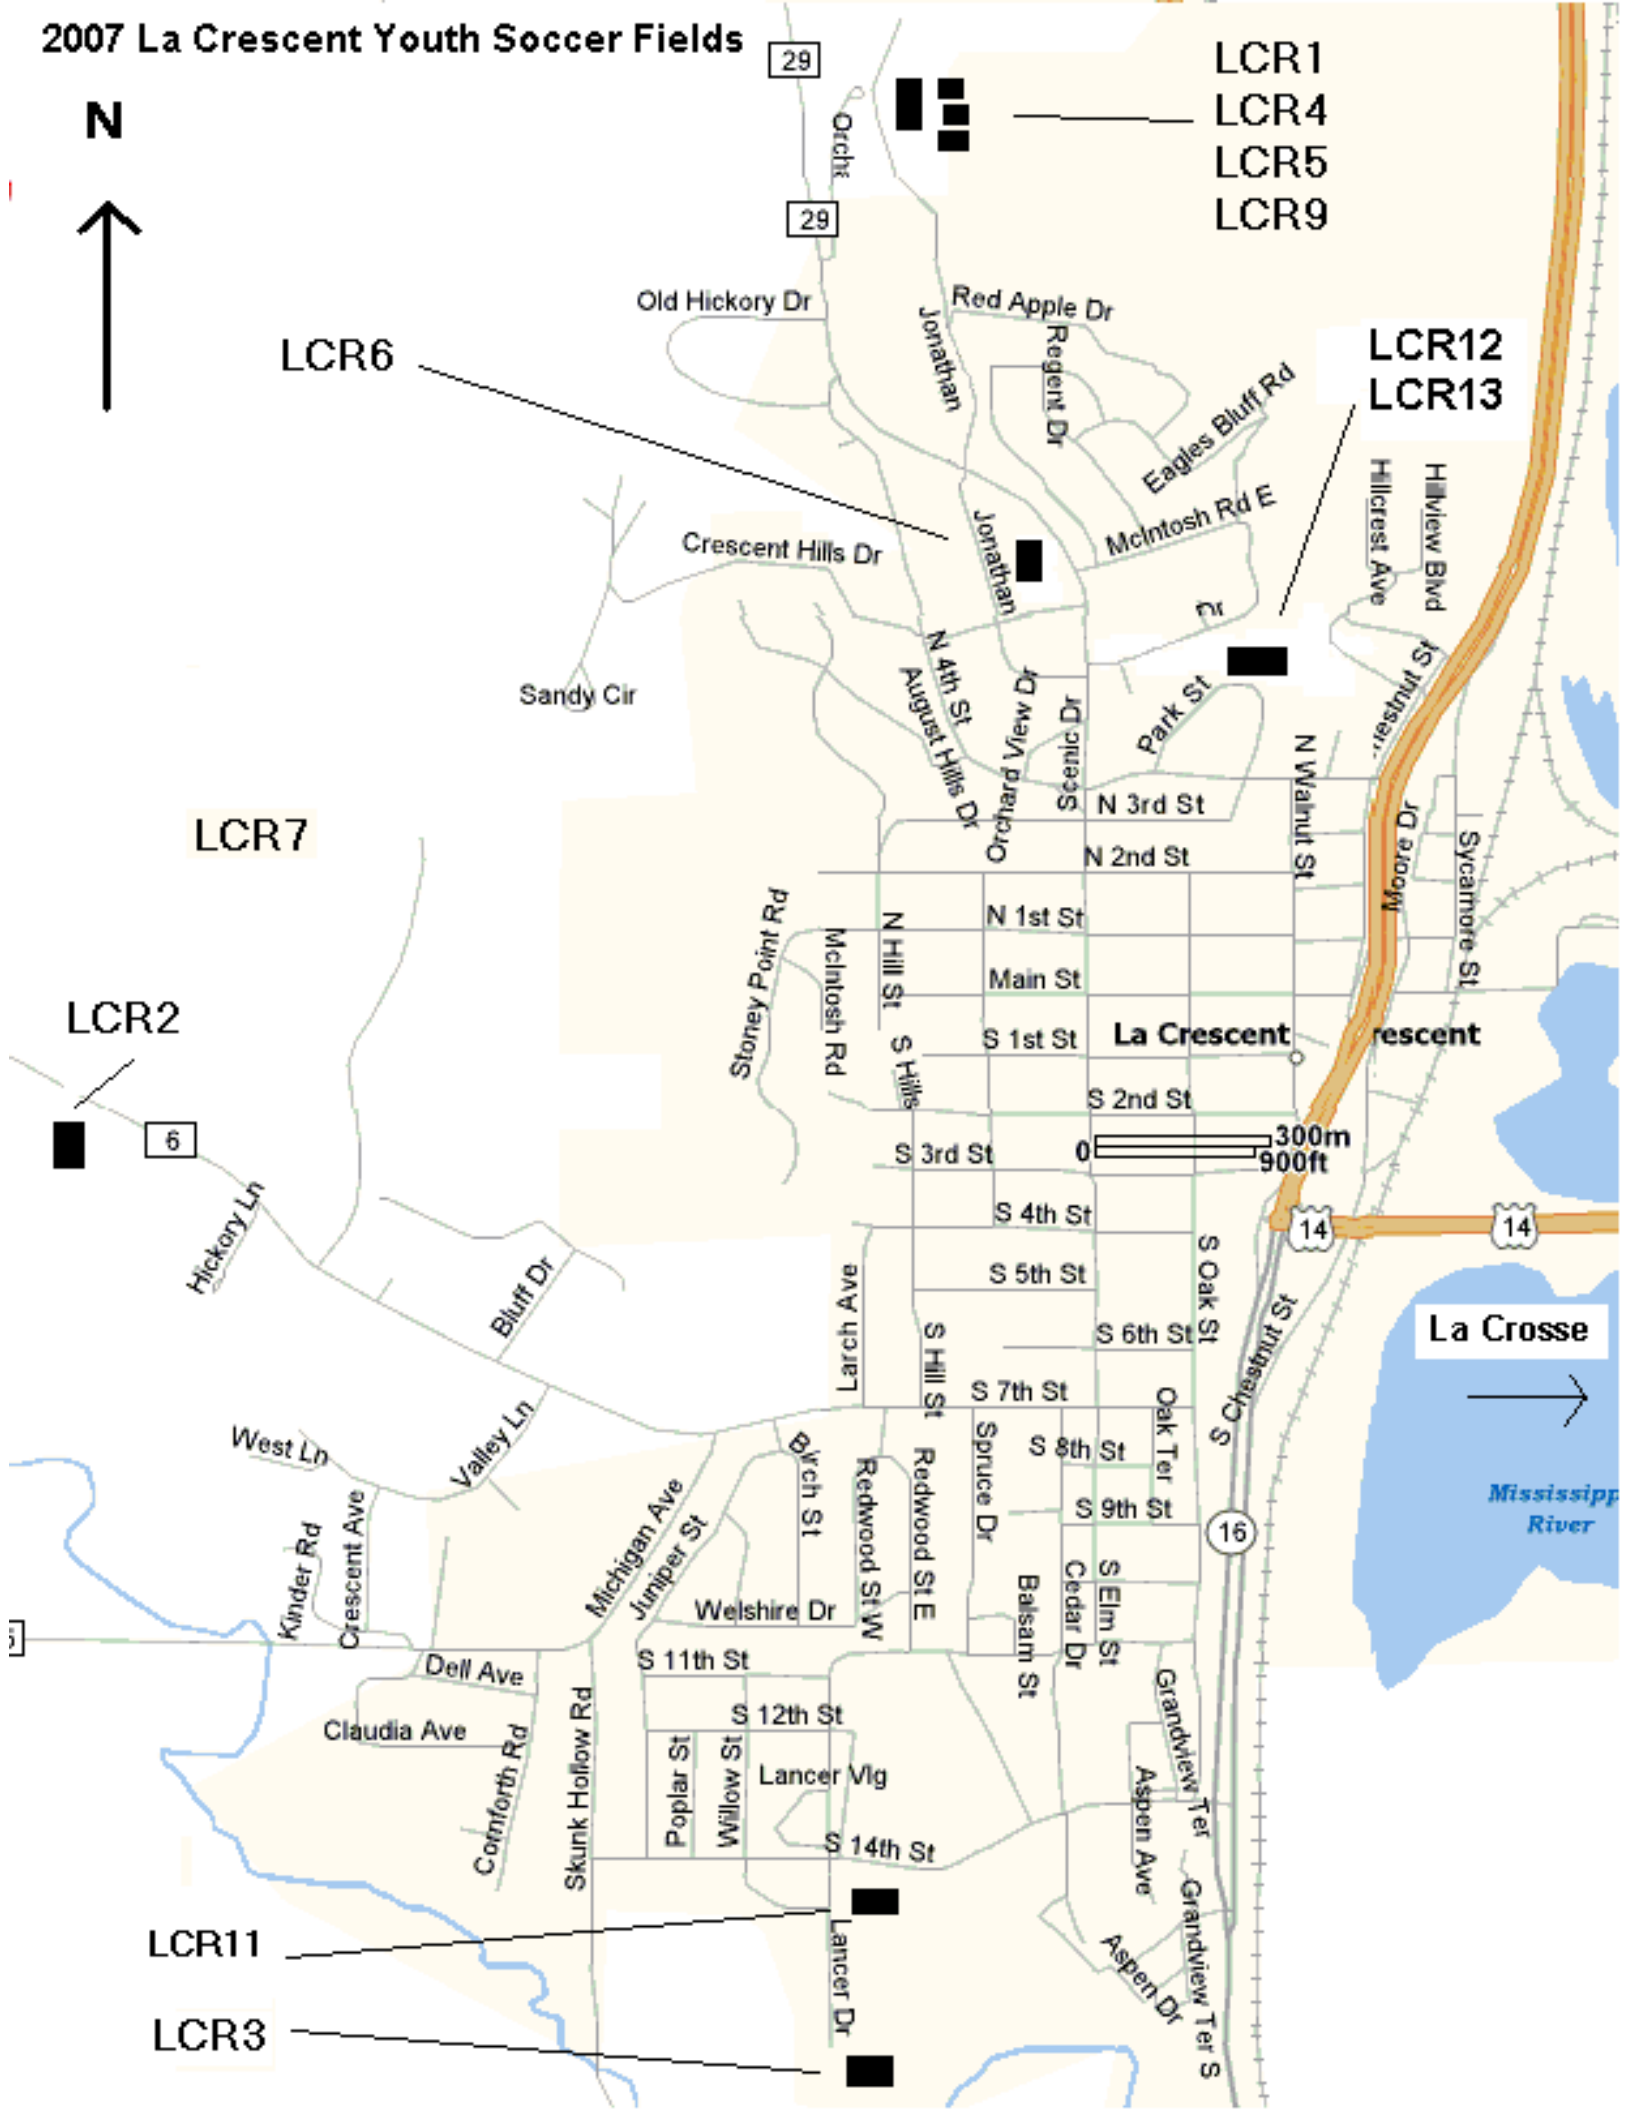 2007 La Crescent Youth Soccer Fields
N
29
LCR1
LCR4
LCR5
LCR9
29
Old Hickory Dr
Red Apple Dr
Jonathan
Regent Dr
LCR6
LCR12
LCR13
Eagles Bluff Rd
Hillcrest Ave
Hillview Blvd
McIntosh Rd E
Jonathan
Crescent Hills Dr
Dr
Sandy Cir
N 4th St
August Hills Dr
Orchard View Dr
Scenic Dr
Park St
hestnut St
N Walnut St
N 3rd St
Moore Dr
Sycamore St
LCR7
N 2nd St
Stoney Point Rd
McIntosh Rd
N Hill St
N 1st St
Main St
LCR2
S 1st St
La Crescent
rescent
S Hills
S 2nd St
6
S 3rd St
0
300m
900ft
Hickory Ln
S 4th St
14
14
Bluff Dr
Larch Ave
S 5th St
S Oak St
La Crosse
S Hill St
S 6th St
S Chestnut St
S 7th St
Oak Ter
West Ln
Valley Ln
Birch St
Redwood St W
Redwood St E
Spruce Dr
S 8th St
Mississipp
River
S 9th St
16
Kinder Rd
Crescent Ave
Michigan Ave
Juniper St
Welshire Dr
Balsam St
Cedar Dr
S Elm St
Dell Ave
S 11th St
Claudia Ave
Cornforth Rd
Skunk Hollow Rd
S 12th St
Poplar St
Willow St
Lancer Vlg
S 14th St
Grandview Ter
Aspen Ave
LCR11
Lancer Dr
Aspen Dr
Grandview Ter S
LCR3